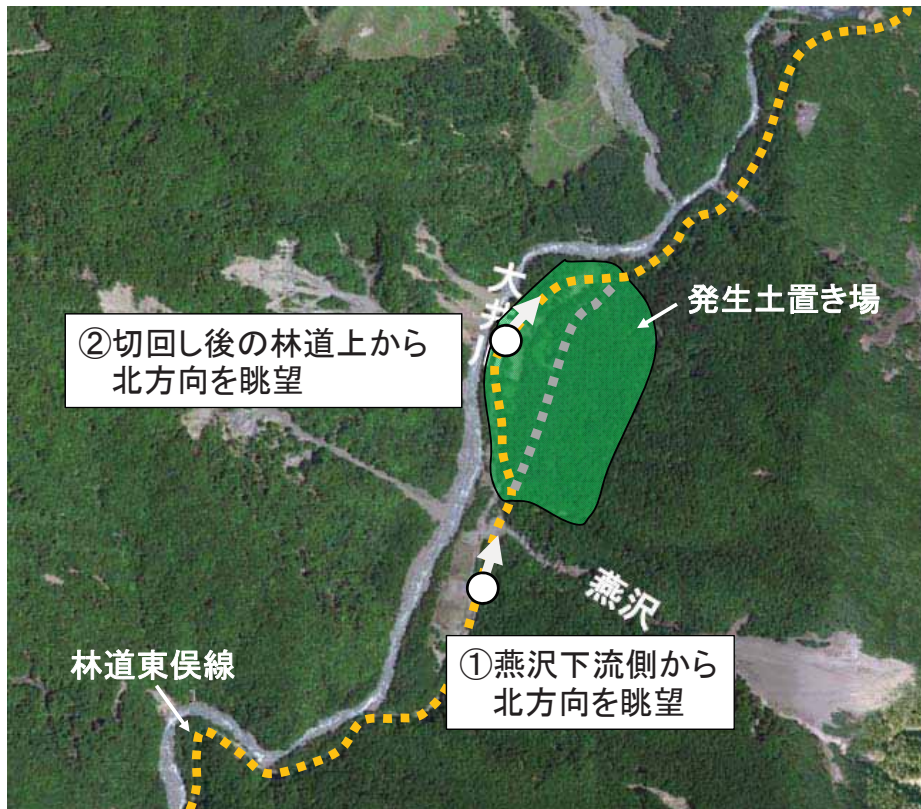 大井
発生土置き場
②切回し後の林道上から
北方向を眺望
燕沢
林道東俣線
①燕沢下流側から
北方向を眺望